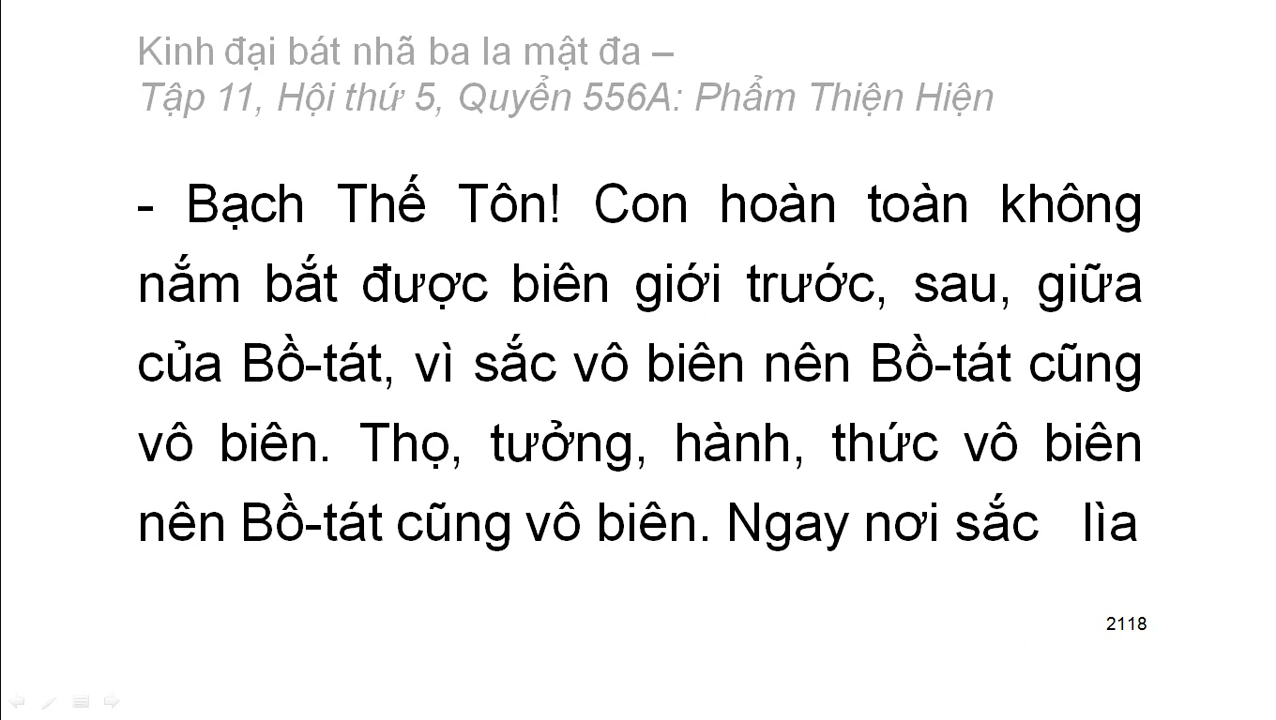 Kinh đại bát nhã ba la mật đa –
Tập 11, Hội thứ 5, Quyển 556A: Phẩm Thiện Hiện
- Bạch Thế Tôn! Con hoàn toàn không
nắm bắt được biên giới trước, sau, giữa
của Bồ-tát, vì sắc vô biên nên Bồ-tát cũng
vô biên. Thọ, tưởng, hành, thức vô biên
nên Bồ-tát cũng vô biên. Ngay nơi sắc lìa
2118